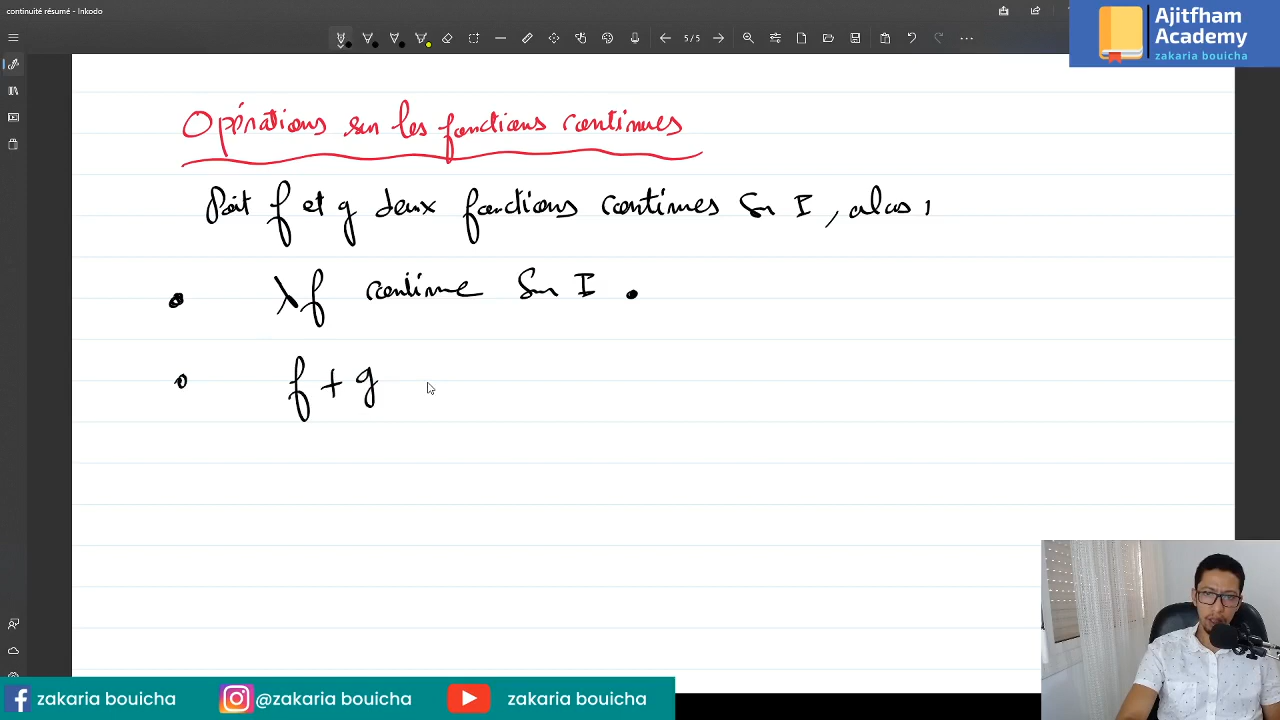 continuité résumé - Inkodo
5/5
Ajitfham
Academy
zakaria bouicha
Opérations sur les fonctions continues
Soit f et g deux fonctions continues sur I, alors :
• λf continue sur I.
• f + g
zakaria bouicha
@zakaria bouicha
zakaria bouicha